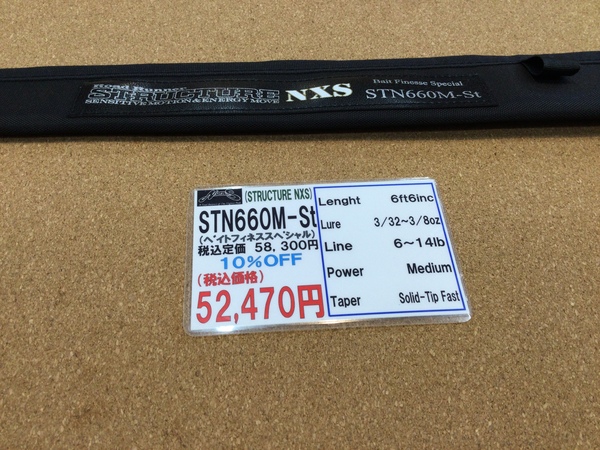 Road Runner
STRUCTURE NXS
SENSITIVE MOTION & ENERGY MOVE
Bait Finesse Special
STN660M-St
(STRUCTURE NXS)
STN660M-St
(ベイトフィネススペシャル)
税込定価 58,300円
10%OFF
(税込価格)
52,470円
Lenght 6ft6inc
Lure 3/32~3/8oz
Line 6~14lb
Power Medium
Taper Solid-Tip Fast